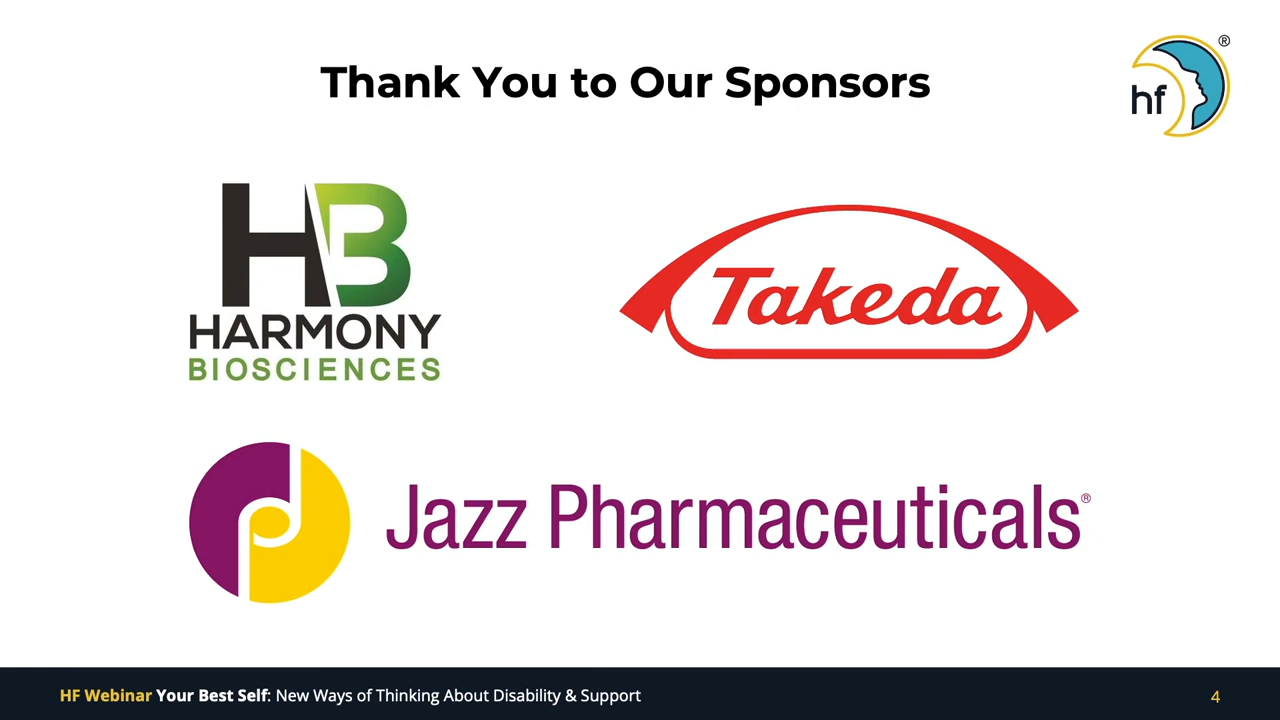 Thank You to Our Sponsors
hf®
HB
HARMONY
BIOSCIENCES
Takeda
Jazz Pharmaceuticals®
HF Webinar Your Best Self: New Ways of Thinking About Disability & Support
4